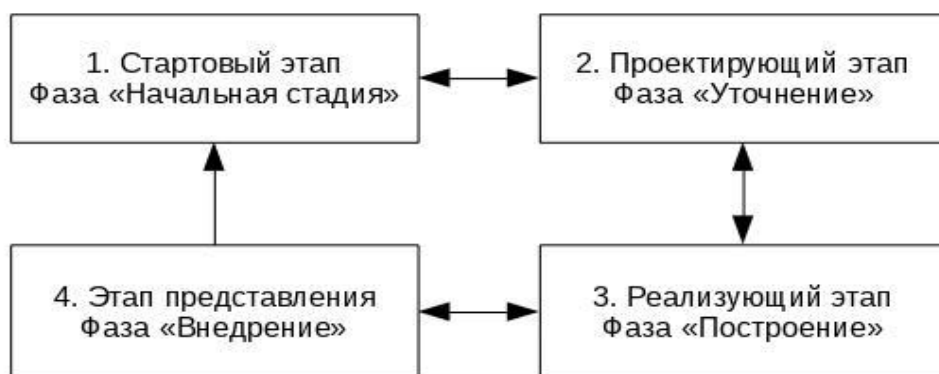 1. Стартовый этап
Фаза «Начальная стадия»
2. Проектирующий этап
Фаза «Уточнение»
4. Этап представления
Фаза «Внедрение»
3. Реализующий этап
Фаза «Построение»